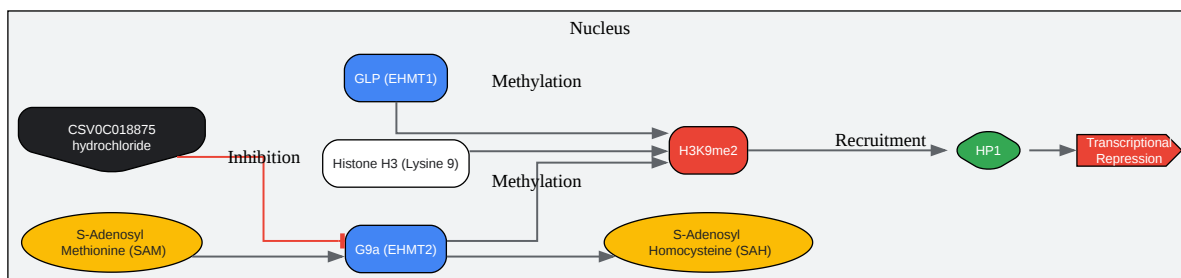 Nucleus
GLP (EHMT1)
Methylation
CSV0C018875
hydrochloride
Inhibition
Histone H3 (Lysine 9)
H3K9me2
Recruitment
HP1
Transcriptional
Repression
Methylation
S-Adenosyl
Methionine (SAM)
G9a (EHMT2)
S-Adenosyl
Homocysteine (SAH)